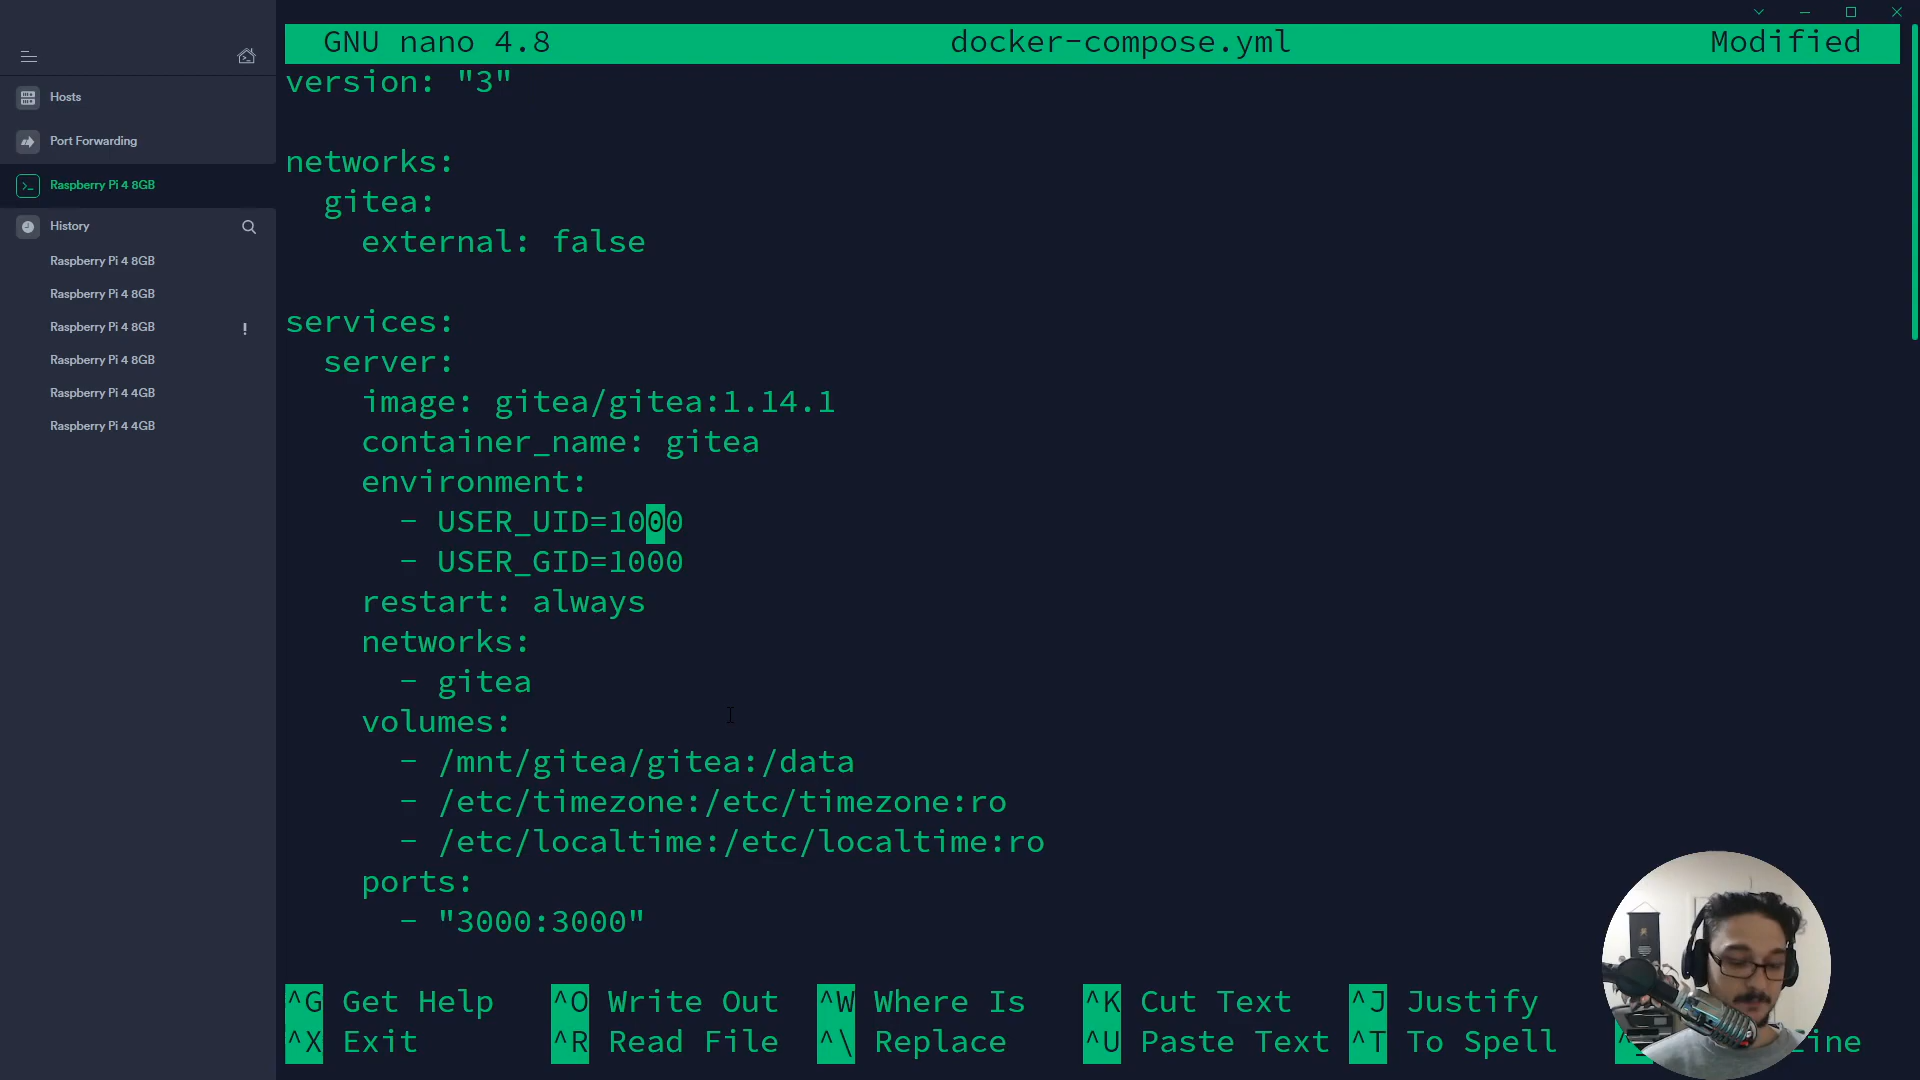 GNU nano 4.8 docker-compose.yml Modified
Hosts
Port Forwarding
Raspberry Pi 4 8GB
History
Raspberry Pi 4 8GB
Raspberry Pi 4 8GB
Raspberry Pi 4 8GB !
Raspberry Pi 4 8GB
Raspberry Pi 4 4GB
Raspberry Pi 4 4GB
version: "3"
networks:
  gitea:
    external: false
services:
  server:
    image: gitea/gitea:1.14.1
    container_name: gitea
    environment:
      - USER_UID=1000
      - USER_GID=1000
    restart: always
    networks:
      - gitea
    volumes:
      - /mnt/gitea/gitea:/data
      - /etc/timezone:/etc/timezone:ro
      - /etc/localtime:/etc/localtime:ro
    ports:
      - "3000:3000"
^G Get Help ^O Write Out ^W Where Is ^K Cut Text ^J Justify
^X Exit ^R Read File ^\ Replace ^U Paste Text ^T To Spell